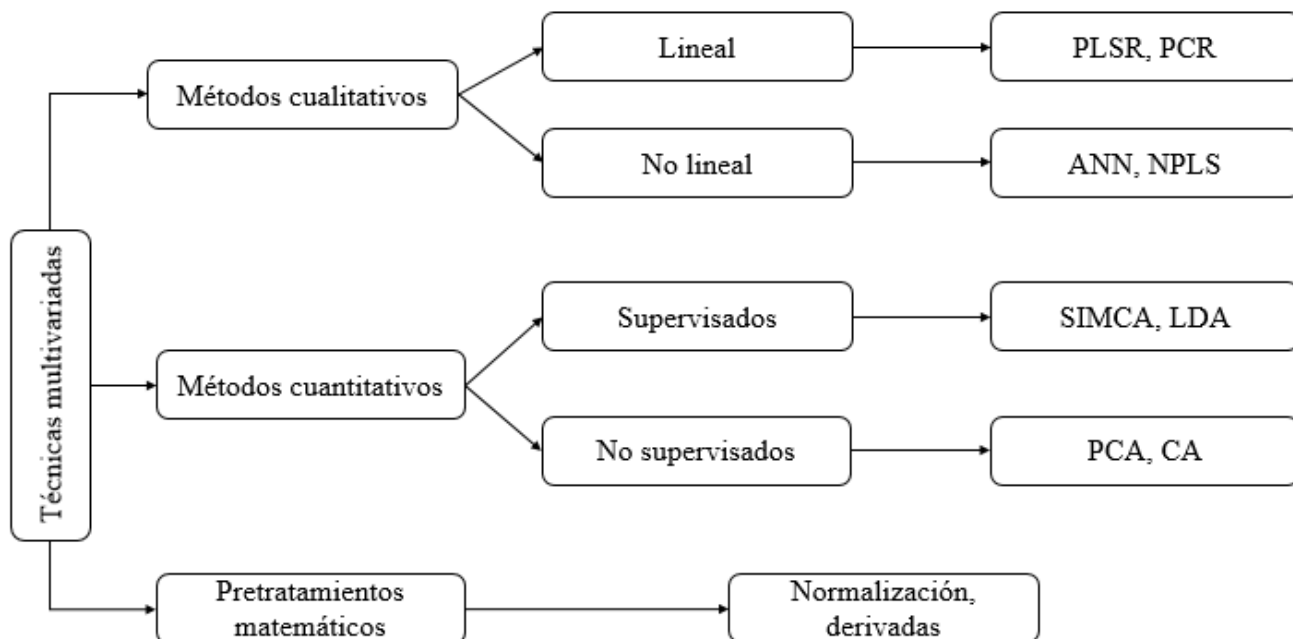 Lineal
PLSR, PCR
Métodos cualitativos
No lineal
ANN, NPLS
Técnicas multivariadas
Supervisados
SIMCA, LDA
Métodos cuantitativos
No supervisados
PCA, CA
Pretratamientos
matemáticos
Normalización,
derivadas